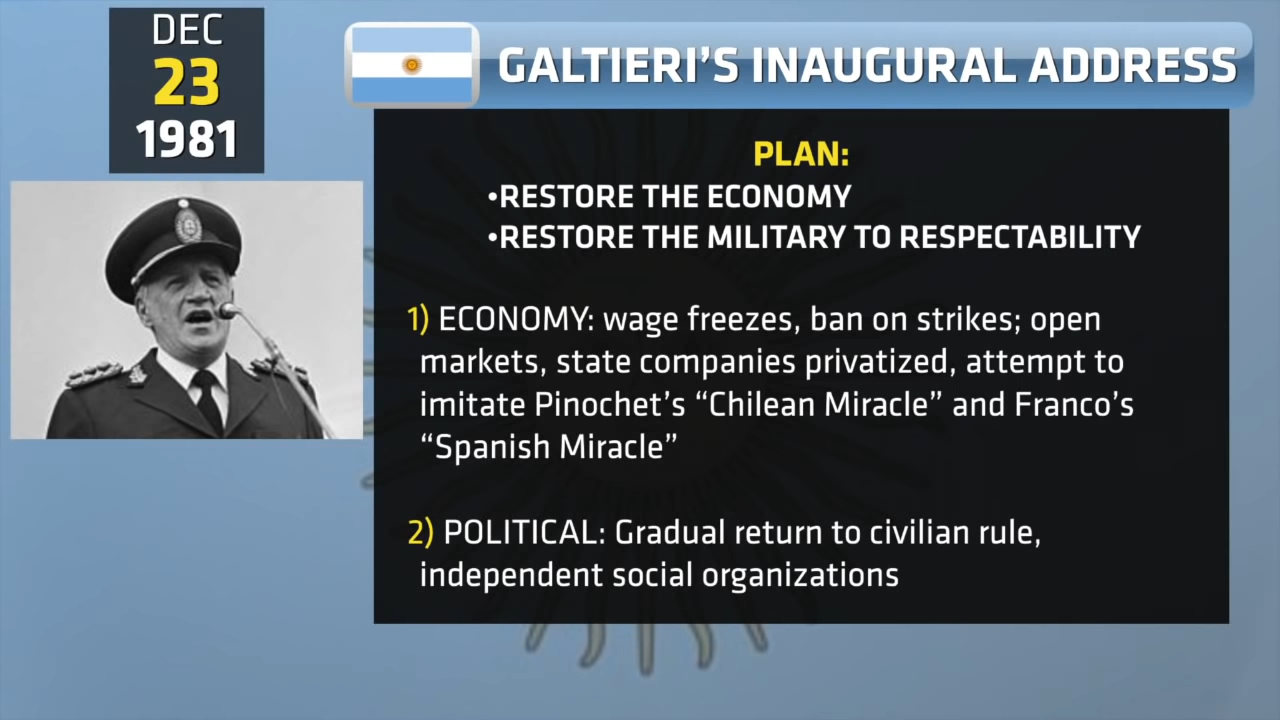 DEC
23
1981
GALTIERI’S INAUGURAL ADDRESS
PLAN:
•RESTORE THE ECONOMY
•RESTORE THE MILITARY TO RESPECTABILITY
1) ECONOMY: wage freezes, ban on strikes; open
markets, state companies privatized, attempt to
imitate Pinochet’s “Chilean Miracle” and Franco’s
“Spanish Miracle”
2) POLITICAL: Gradual return to civilian rule,
independent social organizations